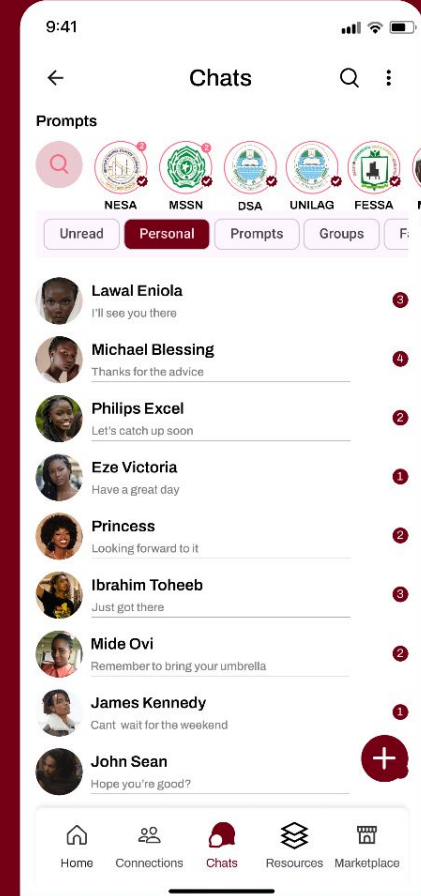 9:41
Chats
Prompts
2
2
NESA
MSSN
DSA
UNILAG
FESSA
Unread
Personal
Prompts
Groups
Lawal Eniola
3
I'll see you there
Michael Blessing
4
Thanks for the advice
Philips Excel
2
Let's catch up soon
Eze Victoria
1
Have a great day
Princess
2
Looking forward to it
Ibrahim Toheeb
3
Just got there
Mide Ovi
2
Remember to bring your umbrella
James Kennedy
1
Cant wait for the weekend
John Sean
Hope you're good?
Home
Connections
Chats
Resources
Marketplace